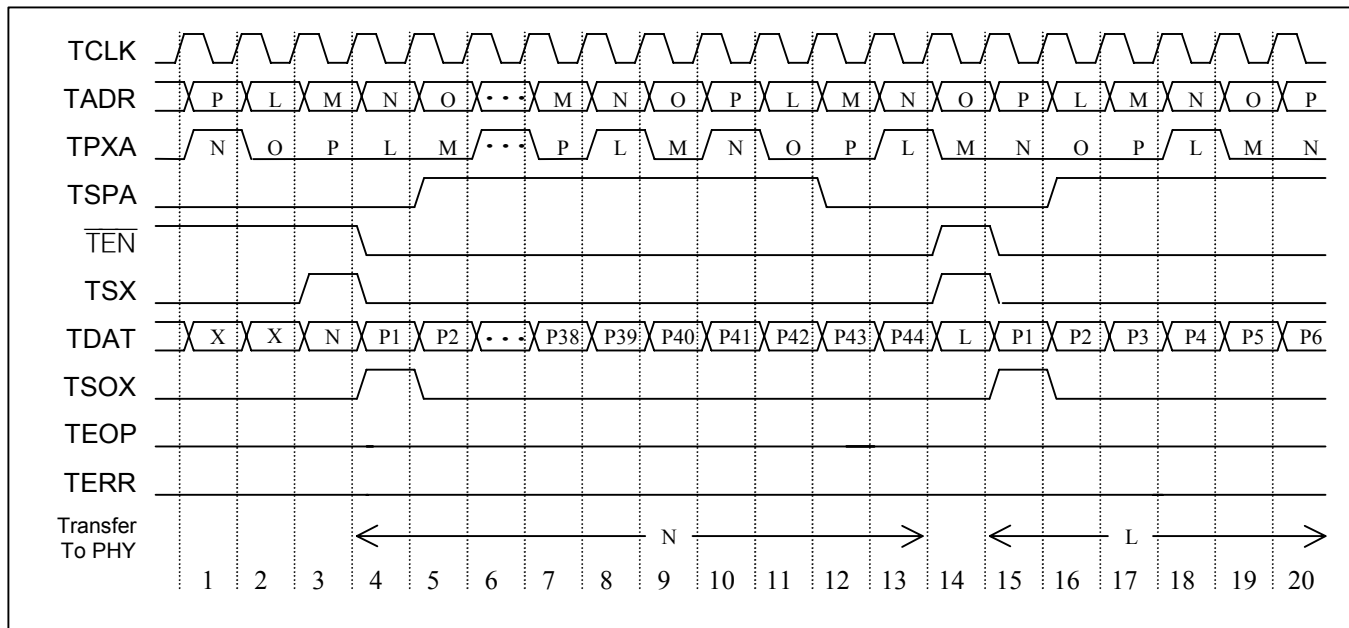 TCLK
TADR P L M N O ... M N O P L M N O P L M N O P
TPXA N O P L M ... P L M N O P L M N O P L M N
TSPA
TEN
TSX
TDAT X X N P1 P2 ... P38 P39 P40 P41 P42 P43 P44 L P1 P2 P3 P4 P5 P6
TSOX
TEOP
TERR
Transfer
To PHY N L
1 2 3 4 5 6 7 8 9 10 11 12 13 14 15 16 17 18 19 20